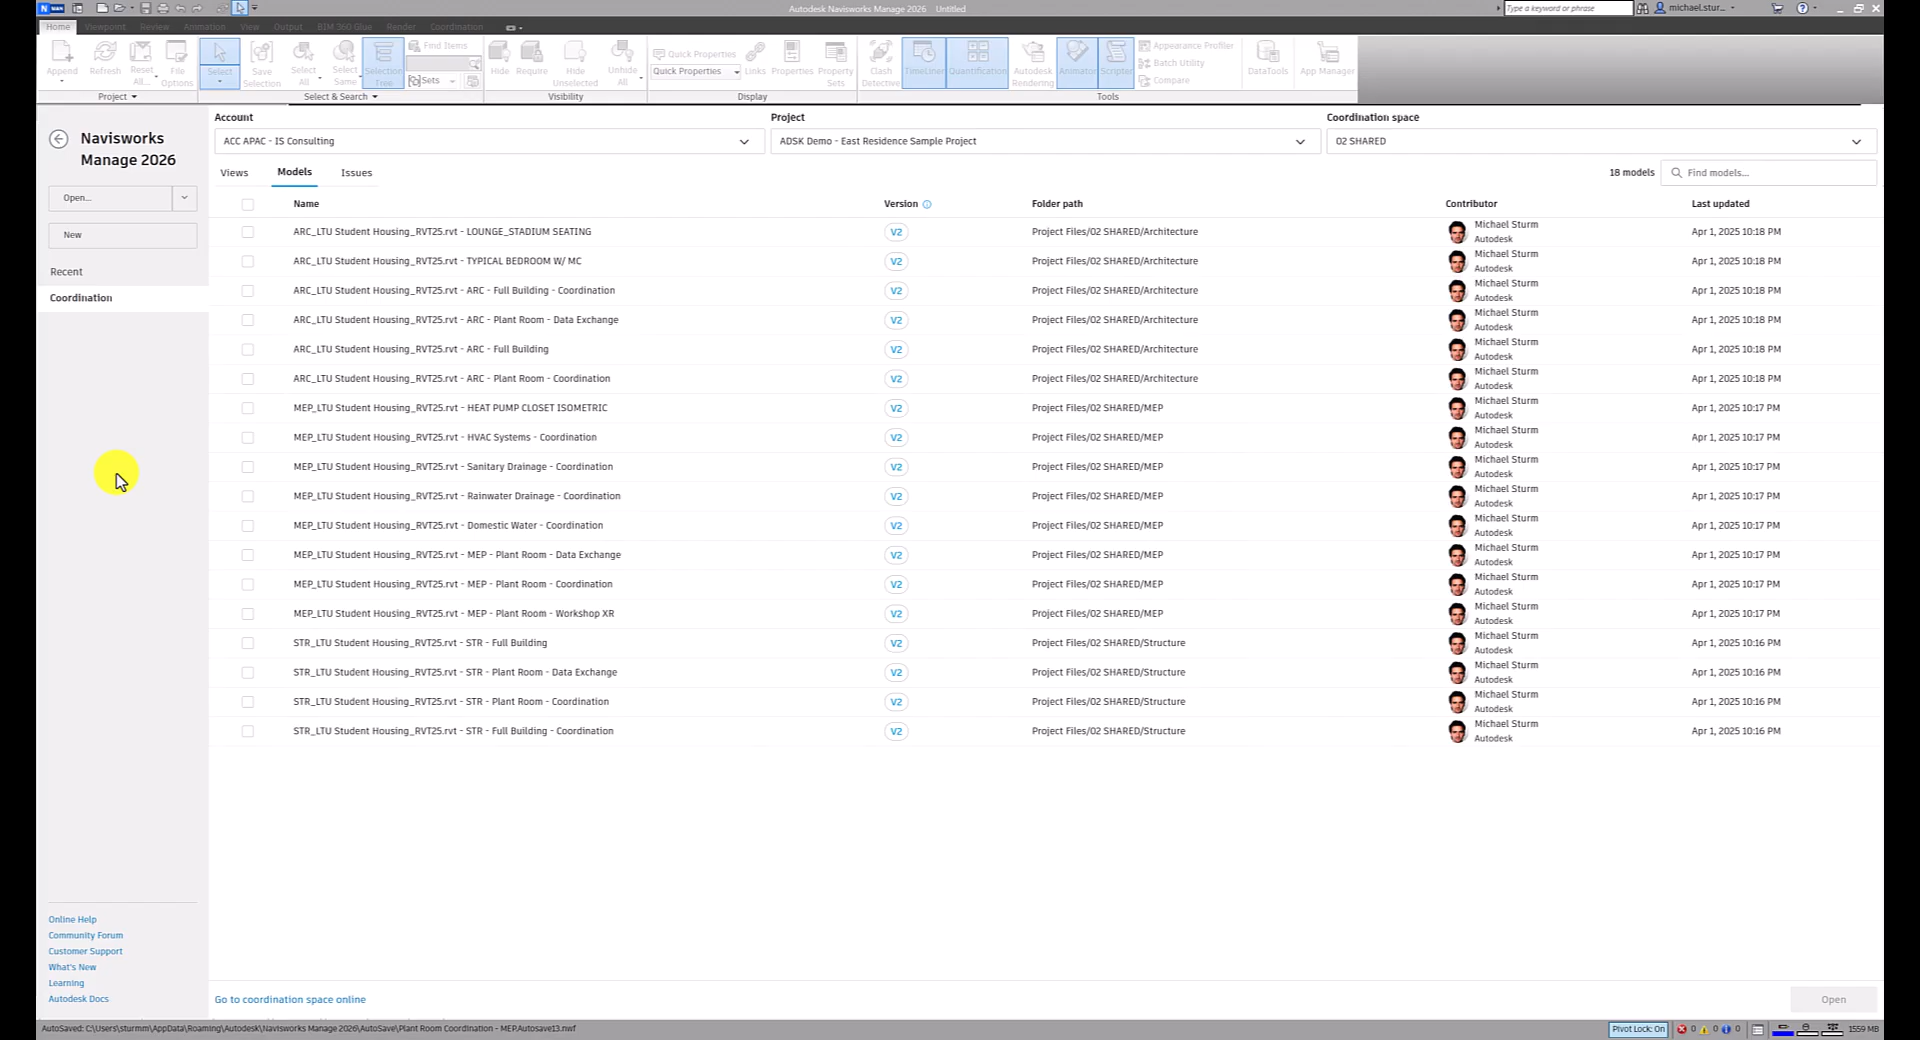 N MAN
Autodesk Navisworks Manage 2026 Untitled
Type a keyword or phrase
michael.stur...
Home Viewpoint Review Animation View Output BIM 360 Glue Render Coordination
Append Refresh Reset All... File Options
Project
Select Save Selection Select All Select Same Selection Tree Find Items Sets
Select & Search
Hide Require Hide Unselected Unhide All
Visibility
Quick Properties Links Properties Property Sets
Quick Properties
Display
Clash Detective TimeLiner Quantification Autodesk Rendering Animator Scripter Appearance Profiler
Batch Utility
Compare
DataTools App Manager
Tools
Navisworks
Manage 2026
Open...
New
Recent
Coordination
Account Project Coordination space
ACC APAC - IS Consulting ADSK Demo - East Residence Sample Project 02 SHARED
Views Models Issues 18 models Find models...
Name Version Folder path Contributor Last updated
ARC_LTU Student Housing_RVT25.rvt - LOUNGE_STADIUM SEATING V2 Project Files/02 SHARED/Architecture Michael Sturm Autodesk Apr 1, 2025 10:18 PM
ARC_LTU Student Housing_RVT25.rvt - TYPICAL BEDROOM W/ MC V2 Project Files/02 SHARED/Architecture Michael Sturm Autodesk Apr 1, 2025 10:18 PM
ARC_LTU Student Housing_RVT25.rvt - ARC - Full Building - Coordination V2 Project Files/02 SHARED/Architecture Michael Sturm Autodesk Apr 1, 2025 10:18 PM
ARC_LTU Student Housing_RVT25.rvt - ARC - Plant Room - Data Exchange V2 Project Files/02 SHARED/Architecture Michael Sturm Autodesk Apr 1, 2025 10:18 PM
ARC_LTU Student Housing_RVT25.rvt - ARC - Full Building V2 Project Files/02 SHARED/Architecture Michael Sturm Autodesk Apr 1, 2025 10:18 PM
ARC_LTU Student Housing_RVT25.rvt - ARC - Plant Room - Coordination V2 Project Files/02 SHARED/Architecture Michael Sturm Autodesk Apr 1, 2025 10:18 PM
MEP_LTU Student Housing_RVT25.rvt - HEAT PUMP CLOSET ISOMETRIC V2 Project Files/02 SHARED/MEP Michael Sturm Autodesk Apr 1, 2025 10:17 PM
MEP_LTU Student Housing_RVT25.rvt - HVAC Systems - Coordination V2 Project Files/02 SHARED/MEP Michael Sturm Autodesk Apr 1, 2025 10:17 PM
MEP_LTU Student Housing_RVT25.rvt - Sanitary Drainage - Coordination V2 Project Files/02 SHARED/MEP Michael Sturm Autodesk Apr 1, 2025 10:17 PM
MEP_LTU Student Housing_RVT25.rvt - Rainwater Drainage - Coordination V2 Project Files/02 SHARED/MEP Michael Sturm Autodesk Apr 1, 2025 10:17 PM
MEP_LTU Student Housing_RVT25.rvt - Domestic Water - Coordination V2 Project Files/02 SHARED/MEP Michael Sturm Autodesk Apr 1, 2025 10:17 PM
MEP_LTU Student Housing_RVT25.rvt - MEP - Plant Room - Data Exchange V2 Project Files/02 SHARED/MEP Michael Sturm Autodesk Apr 1, 2025 10:17 PM
MEP_LTU Student Housing_RVT25.rvt - MEP - Plant Room - Coordination V2 Project Files/02 SHARED/MEP Michael Sturm Autodesk Apr 1, 2025 10:17 PM
MEP_LTU Student Housing_RVT25.rvt - MEP - Plant Room - Workshop XR V2 Project Files/02 SHARED/MEP Michael Sturm Autodesk Apr 1, 2025 10:17 PM
STR_LTU Student Housing_RVT25.rvt - STR - Full Building V2 Project Files/02 SHARED/Structure Michael Sturm Autodesk Apr 1, 2025 10:16 PM
STR_LTU Student Housing_RVT25.rvt - STR - Plant Room - Data Exchange V2 Project Files/02 SHARED/Structure Michael Sturm Autodesk Apr 1, 2025 10:16 PM
STR_LTU Student Housing_RVT25.rvt - STR - Plant Room - Coordination V2 Project Files/02 SHARED/Structure Michael Sturm Autodesk Apr 1, 2025 10:16 PM
STR_LTU Student Housing_RVT25.rvt - STR - Full Building - Coordination V2 Project Files/02 SHARED/Structure Michael Sturm Autodesk Apr 1, 2025 10:16 PM
Online Help
Community Forum
Customer Support
What's New
Learning
Autodesk Docs
Go to coordination space online
Open
AutoSaved: C:\Users\sturmm\AppData\Roaming\Autodesk\Navisworks Manage 2026\AutoSave\Plant Room Coordination - MEP.Autosave13.nwf
Pivot Lock: On 0 0 0 1559 MB